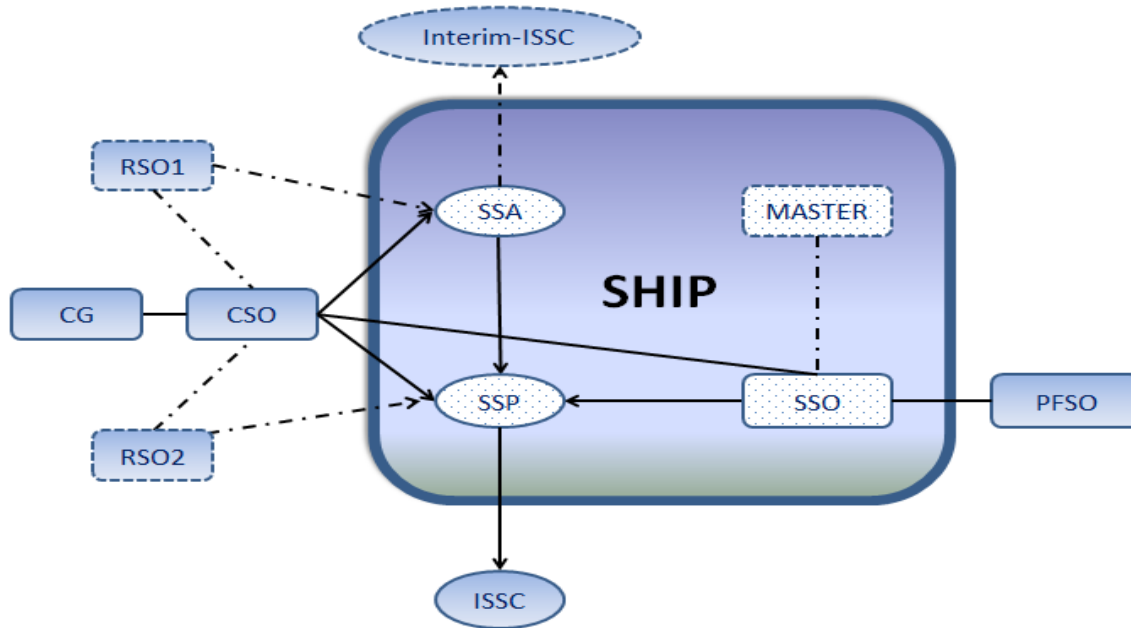 Interim-ISSC
RSO1
SSA
MASTER
SHIP
CG
CSO
SSP
SSO
PFSO
RSO2
ISSC